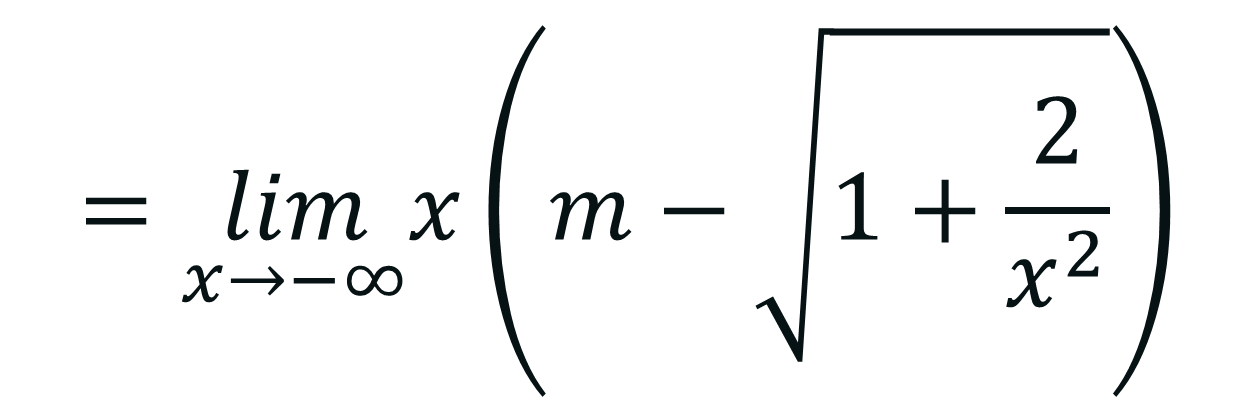 = lim x→−∞ x ( m − √(1 + 2/x²) )